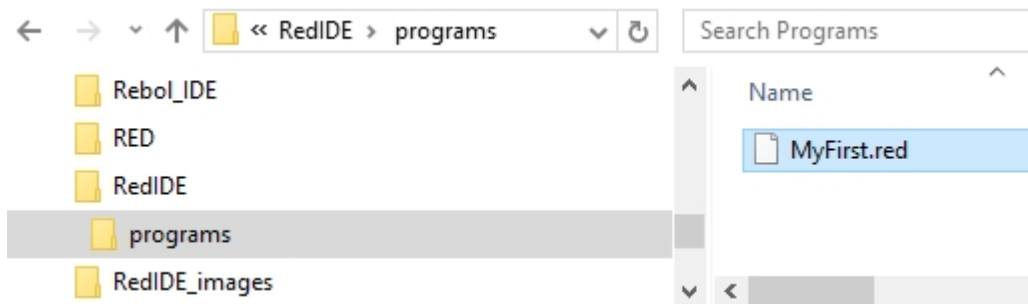 « RedIDE > programs
Search Programs
Rebol_IDE
RED
RedIDE
programs
RedIDE_images
Name
MyFirst.red